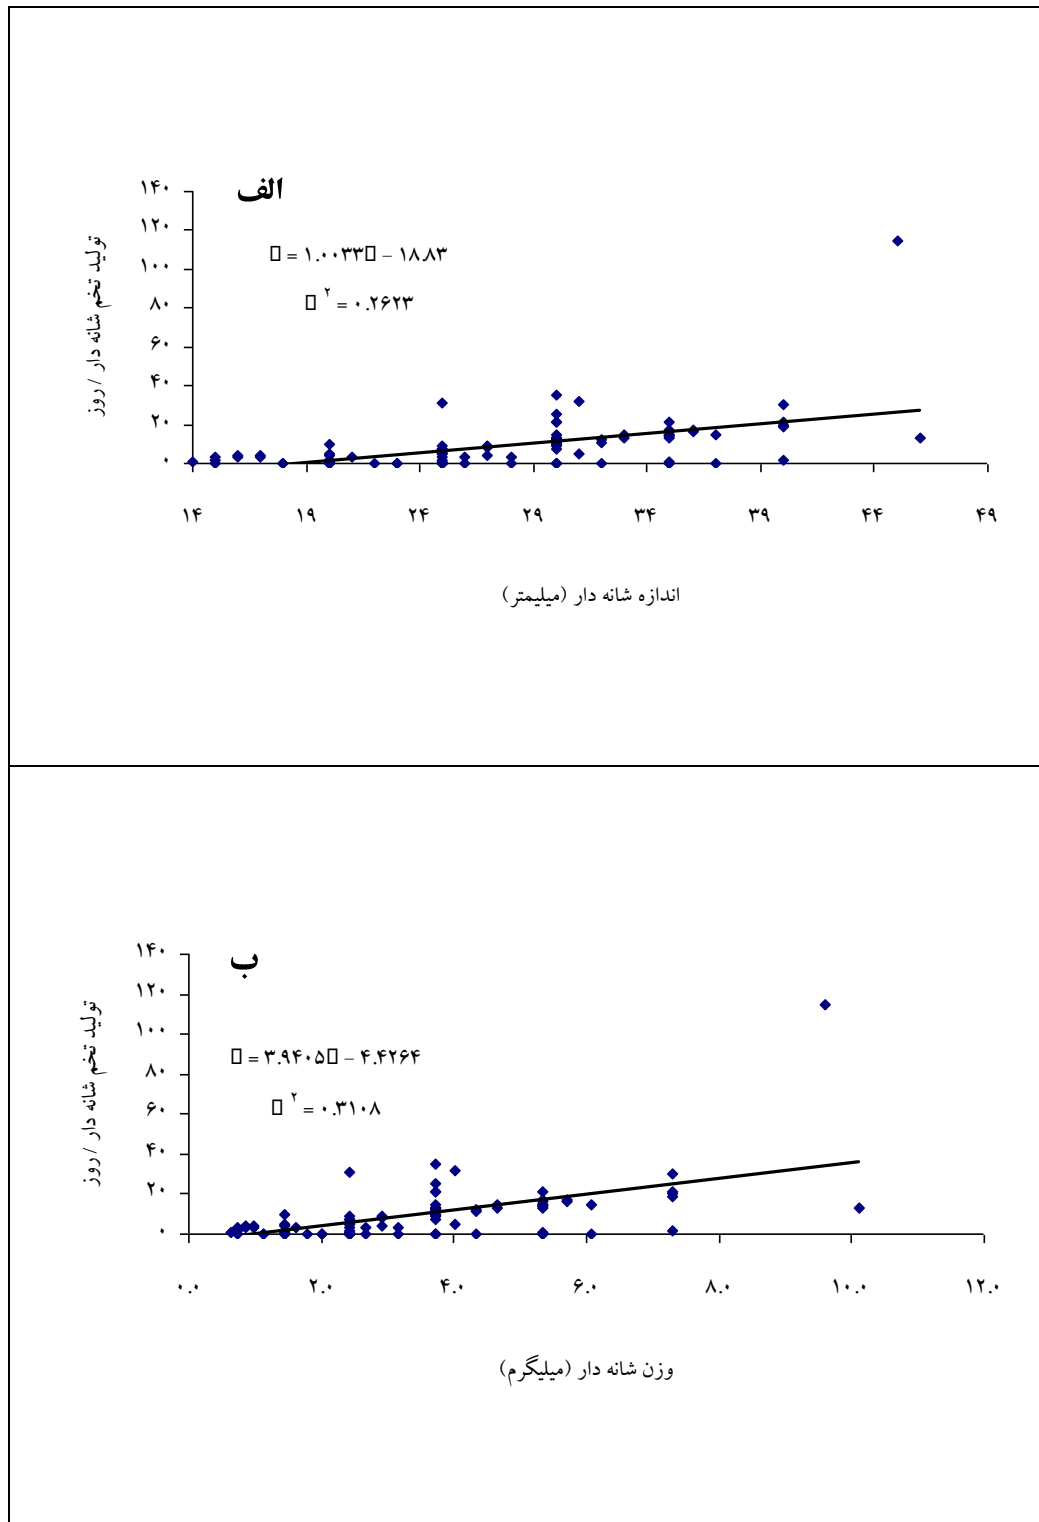 الف
۱۴۰
۱۲۰
۱۰۰
۸۰
۶۰
۴۰
۲۰
۰
تولید تخم شانه دار / روز
▯ = ۱.۰۰۳۳▯ – ۱۸.۸۳
▯ ۲ = ۰.۲۶۲۳
۱۴ ۱۹ ۲۴ ۲۹ ۳۴ ۳۹ ۴۴ ۴۹
اندازه شانه دار (میلیمتر)
ب
۱۴۰
۱۲۰
۱۰۰
۸۰
۶۰
۴۰
۲۰
۰
تولید تخم شانه دار / روز
▯ = ۳.۹۴۰۵▯ – ۴.۴۲۶۴
▯ ۲ = ۰.۳۱۰۸
۰.۰ ۲.۰ ۴.۰ ۶.۰ ۸.۰ ۱۰.۰ ۱۲.۰
وزن شانه دار (میلیگرم)